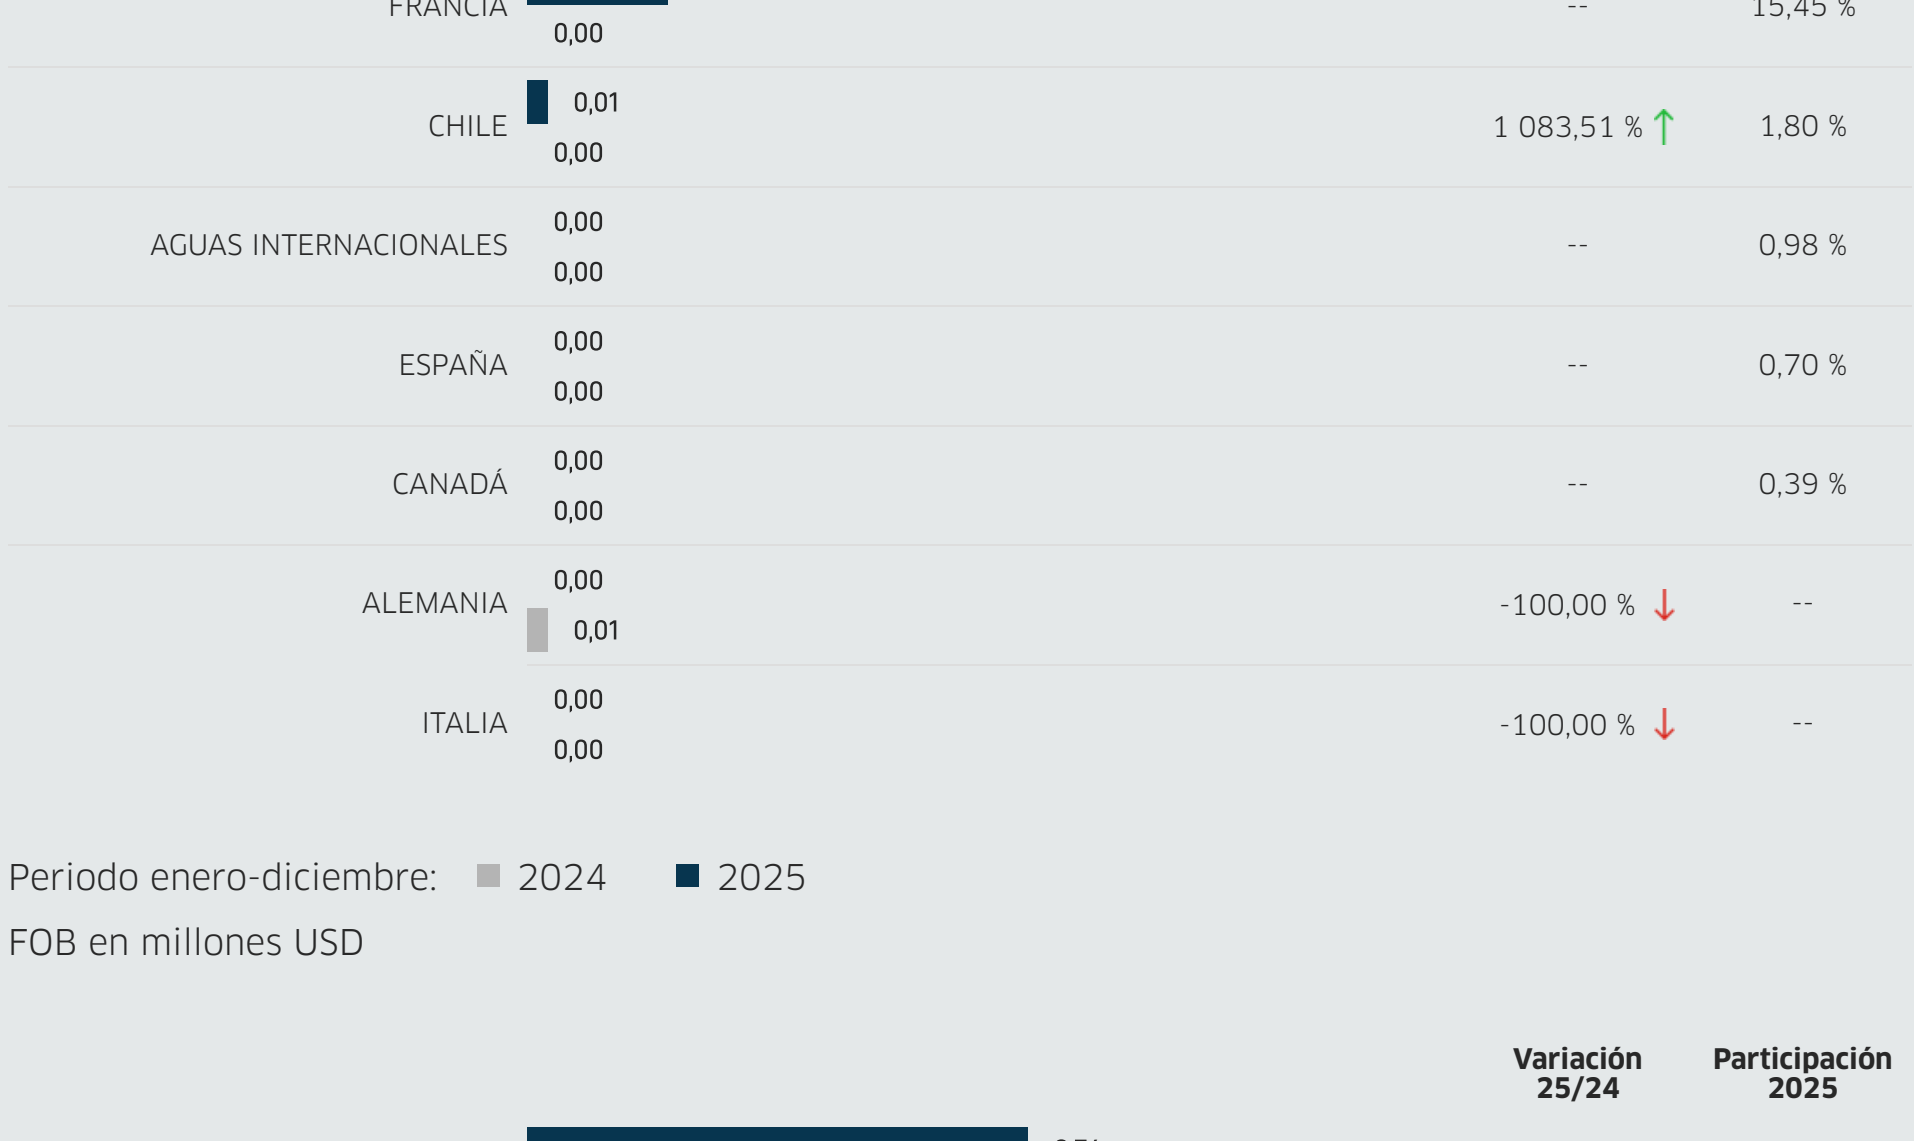 FRANCIA -- 15,45 %
0,00
0,01
CHILE 1 083,51 % 1,80 %
0,00
0,00
AGUAS INTERNACIONALES -- 0,98 %
0,00
0,00
ESPAÑA -- 0,70 %
0,00
0,00
CANADÁ -- 0,39 %
0,00
0,00
ALEMANIA -100,00 % --
0,01
0,00
ITALIA -100,00 % --
0,00
Periodo enero-diciembre: 2024 2025
FOB en millones USD
Variación Participación
25/24 2025